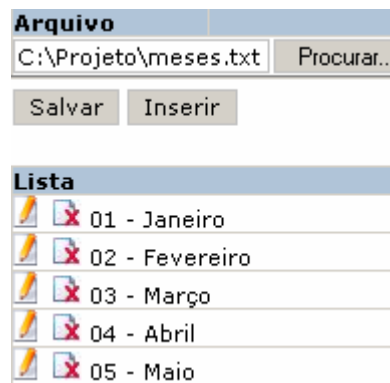 Arquivo
C:\Projeto\meses.txt Procurar...
Salvar Inserir
Lista
01 - Janeiro
02 - Fevereiro
03 - Março
04 - Abril
05 - Maio